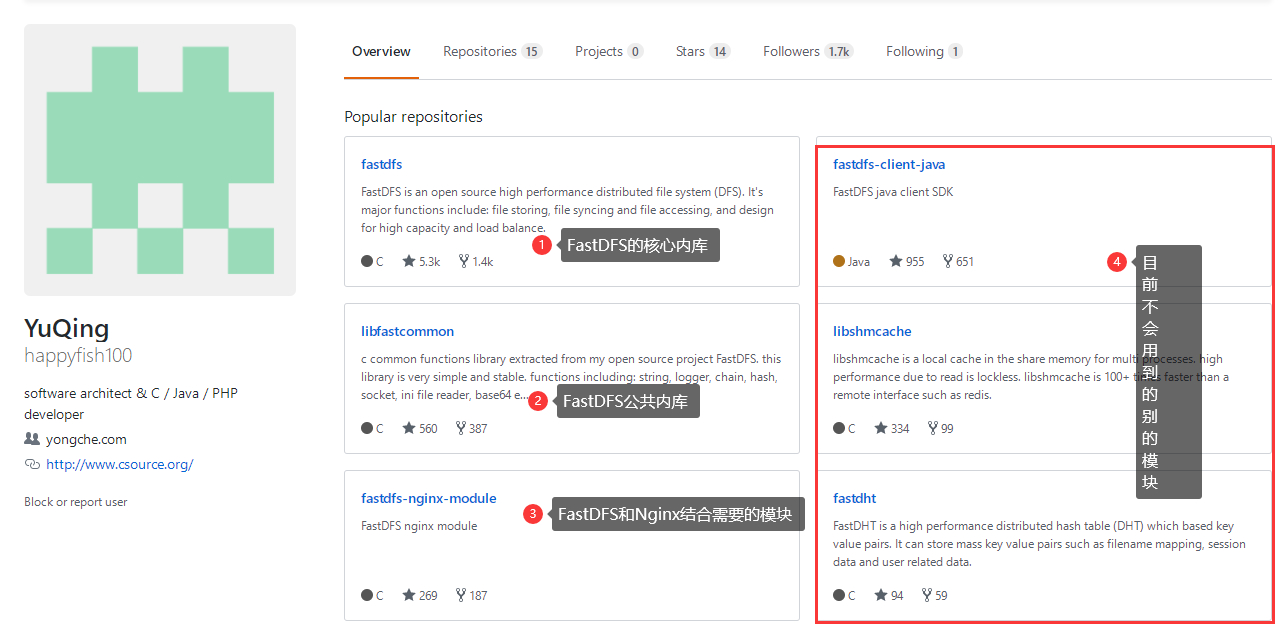 Overview Repositories 15 Projects 0 Stars 14 Followers 1.7k Following 1
YuQing
happyfish100
software architect & C / Java / PHP
developer
yongche.com
http://www.csource.org/
Block or report user
Popular repositories
fastdfs
FastDFS is an open source high performance distributed file system (DFS). It's
major functions include: file storing, file syncing and file accessing, and design
for high capacity and load balance.
1 FastDFS的核心内库
C 5.3k 1.4k
fastdfs-client-java
FastDFS java client SDK
Java 955 651
libfastcommon
c common functions library extracted from my open source project FastDFS. this
library is very simple and stable. functions including: string, logger, chain, hash,
socket, ini file reader, base64 e...
2 FastDFS公共内库
C 560 387
libshmcache
libshmcache is a local cache in the share memory for multi processes. high
performance due to read is lockless. libshmcache is 100+ times faster than a
remote interface such as redis.
C 334 99
fastdfs-nginx-module
FastDFS nginx module
3 FastDFS和Nginx结合需要的模块
C 269 187
fastdht
FastDHT is a high performance distributed hash table (DHT) which based key
value pairs. It can store mass key value pairs such as filename mapping, session
data and user related data.
C 94 59
4 目前不会用到的别的模块